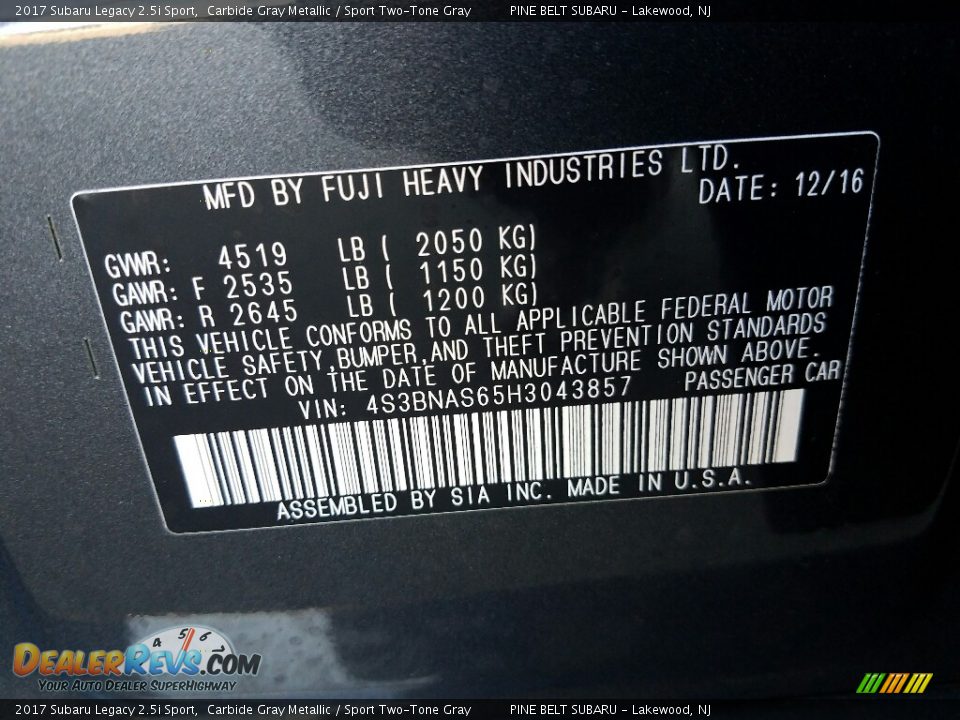 2017 Subaru Legacy 2.5i Sport, Carbide Gray Metallic / Sport Two-Tone Gray PINE BELT SUBARU - Lakewood, NJ
MFD BY FUJI HEAVY INDUSTRIES LTD.
DATE: 12/16
GVWR: 4519 LB ( 2050 KG)
GAWR: F 2535 LB ( 1150 KG)
GAWR: R 2645 LB ( 1200 KG)
THIS VEHICLE CONFORMS TO ALL APPLICABLE FEDERAL MOTOR
VEHICLE SAFETY,BUMPER,AND THEFT PREVENTION STANDARDS
IN EFFECT ON THE DATE OF MANUFACTURE SHOWN ABOVE.
VIN: 4S3BNAS65H3043857 PASSENGER CAR
ASSEMBLED BY SIA INC. MADE IN U.S.A.
4 5 6 7
DEALERREVS.COM
YOUR AUTO DEALER SUPERHIGHWAY
2017 Subaru Legacy 2.5i Sport, Carbide Gray Metallic / Sport Two-Tone Gray PINE BELT SUBARU - Lakewood, NJ